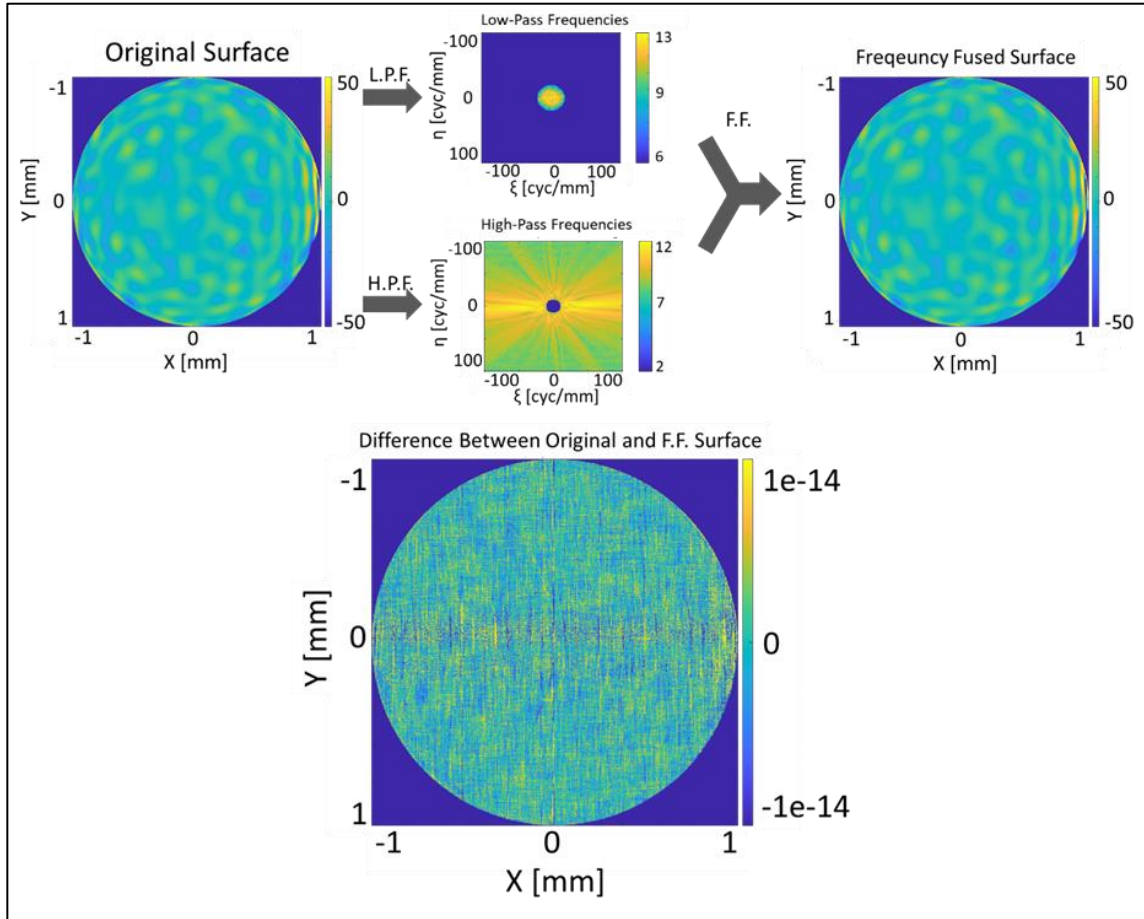 Original Surface
-1
0
1
Y [mm]
-1
0
1
X [mm]
50
0
-50
L.P.F.
H.P.F.
Low-Pass Frequencies
-100
0
100
η [cyc/mm]
-100
0
100
ξ [cyc/mm]
13
9
6
High-Pass Frequencies
-100
0
100
η [cyc/mm]
-100
0
100
ξ [cyc/mm]
12
7
2
F.F.
Freqeuncy Fused Surface
-1
0
1
Y [mm]
-1
0
1
X [mm]
50
0
-50
Difference Between Original and F.F. Surface
-1
0
1
Y [mm]
-1
0
1
X [mm]
1e-14
0
-1e-14